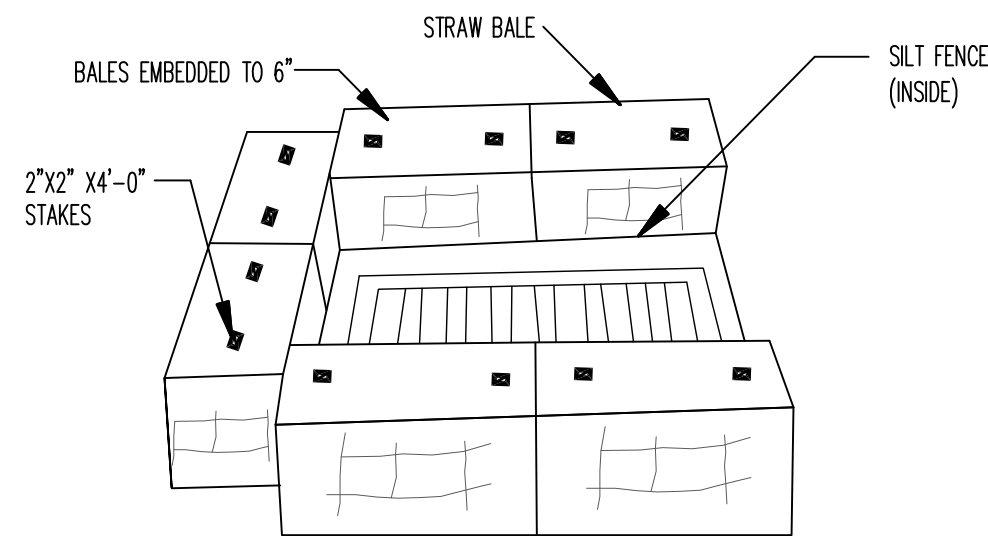 STRAW BALE
SILT FENCE
(INSIDE)
BALES EMBEDDED TO 6"
2"X2" X4'-0"
STAKES